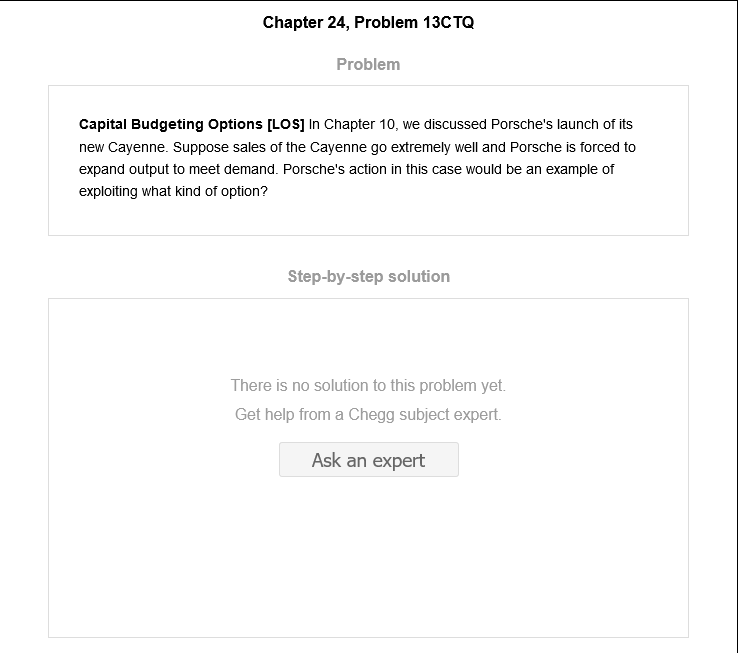 Chapter 24, Problem 13CTQ
Problem
Capital Budgeting Options [LOS] In Chapter 10, we discussed Porsche's launch of its
new Cayenne. Suppose sales of the Cayenne go extremely well and Porsche is forced to
expand output to meet demand. Porsche's action in this case would be an example of
exploiting what kind of option?
Step-by-step solution
There is no solution to this problem yet.
Get help from a Chegg subject expert.
Ask an expert